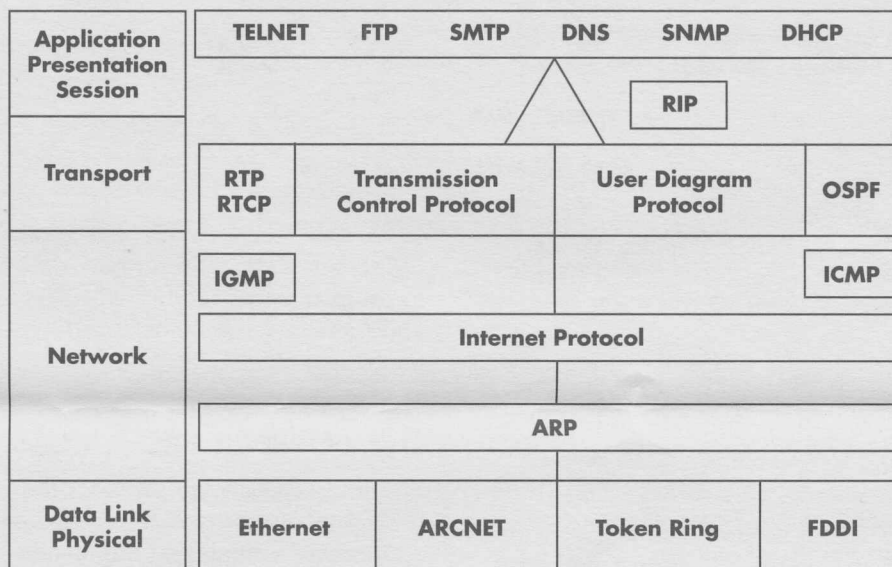 Application
Presentation
Session
TELNET FTP SMTP DNS SNMP DHCP
RIP
Transport
RTP
RTCP
Transmission
Control Protocol
User Diagram
Protocol
OSPF
IGMP
ICMP
Network
Internet Protocol
ARP
Data Link
Physical
Ethernet
ARCNET
Token Ring
FDDI